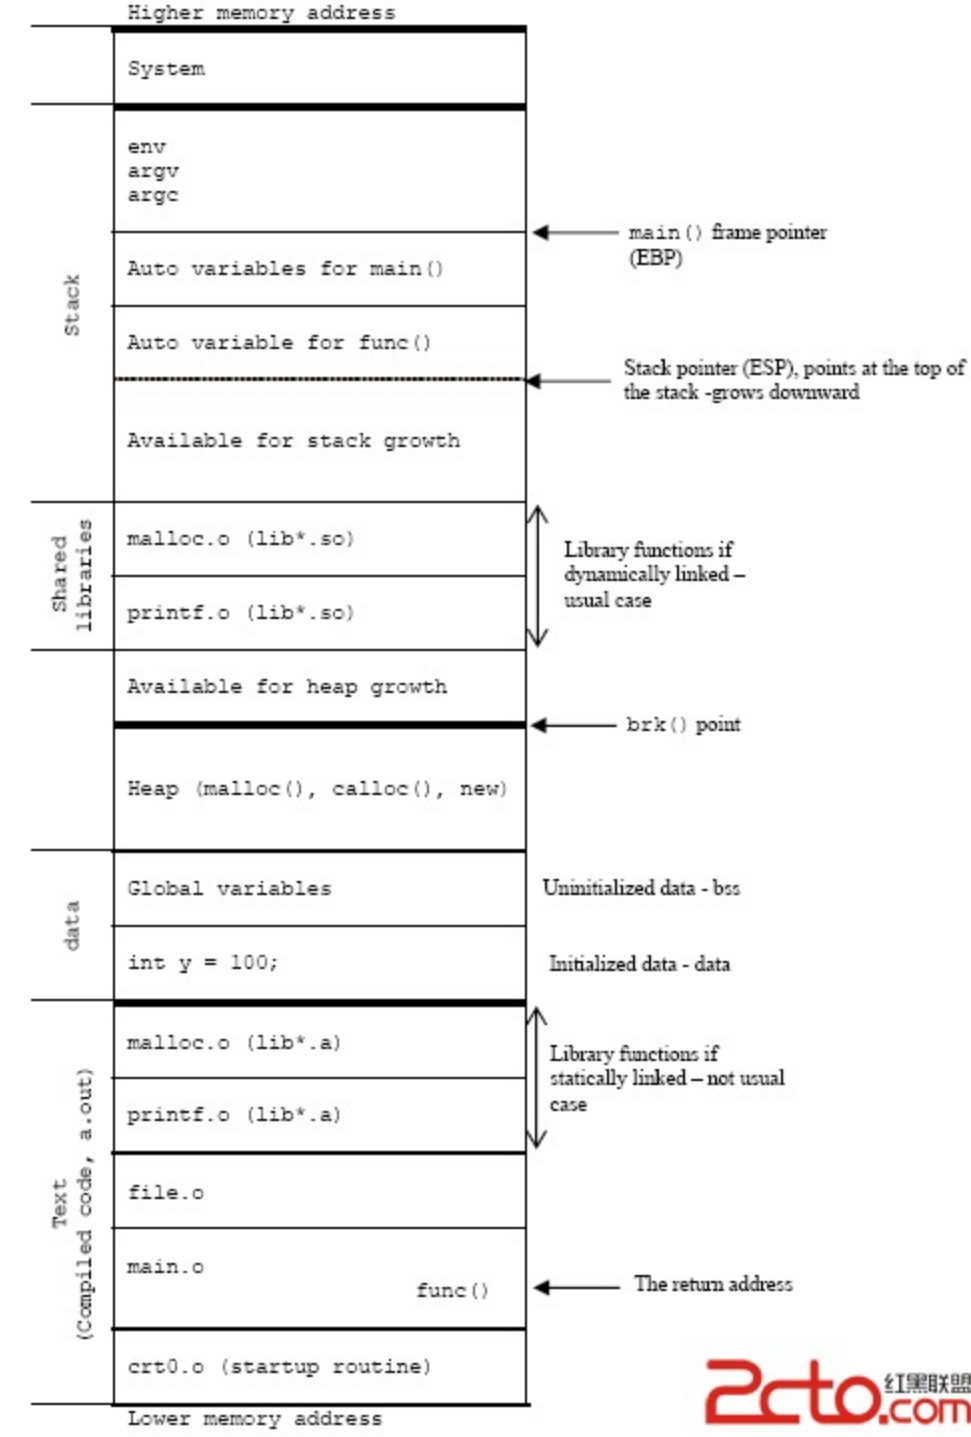 Higher memory address
System
env
argv
argc
main() frame pointer
(EBP)
Auto variables for main()
Stack
Auto variable for func()
Stack pointer (ESP), points at the top of
the stack -grows downward
Available for stack growth
Shared
libraries
malloc.o (lib*.so)
Library functions if
dynamically linked –
usual case
printf.o (lib*.so)
Available for heap growth
brk() point
Heap (malloc(), calloc(), new)
data
Global variables
Uninitialized data - bss
int y = 100;
Initialized data - data
Text
(Compiled code, a.out)
malloc.o (lib*.a)
Library functions if
statically linked – not usual
case
printf.o (lib*.a)
file.o
main.o
func()
The return address
crt0.o (startup routine)
Lower memory address
2cto.com
红黑联盟